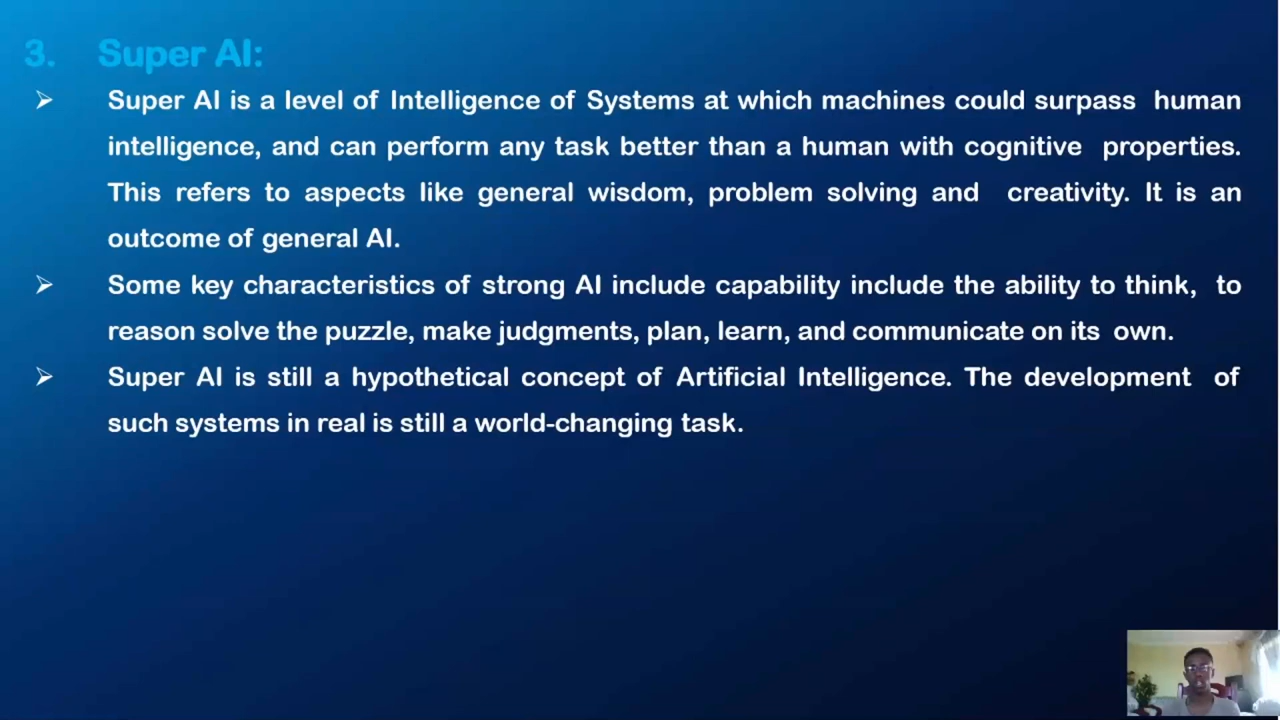 3. Super AI:
➢ Super AI is a level of Intelligence of Systems at which machines could surpass human
intelligence, and can perform any task better than a human with cognitive properties.
This refers to aspects like general wisdom, problem solving and creativity. It is an
outcome of general AI.
➢ Some key characteristics of strong AI include capability include the ability to think, to
reason solve the puzzle, make judgments, plan, learn, and communicate on its own.
➢ Super AI is still a hypothetical concept of Artificial Intelligence. The development of
such systems in real is still a world-changing task.